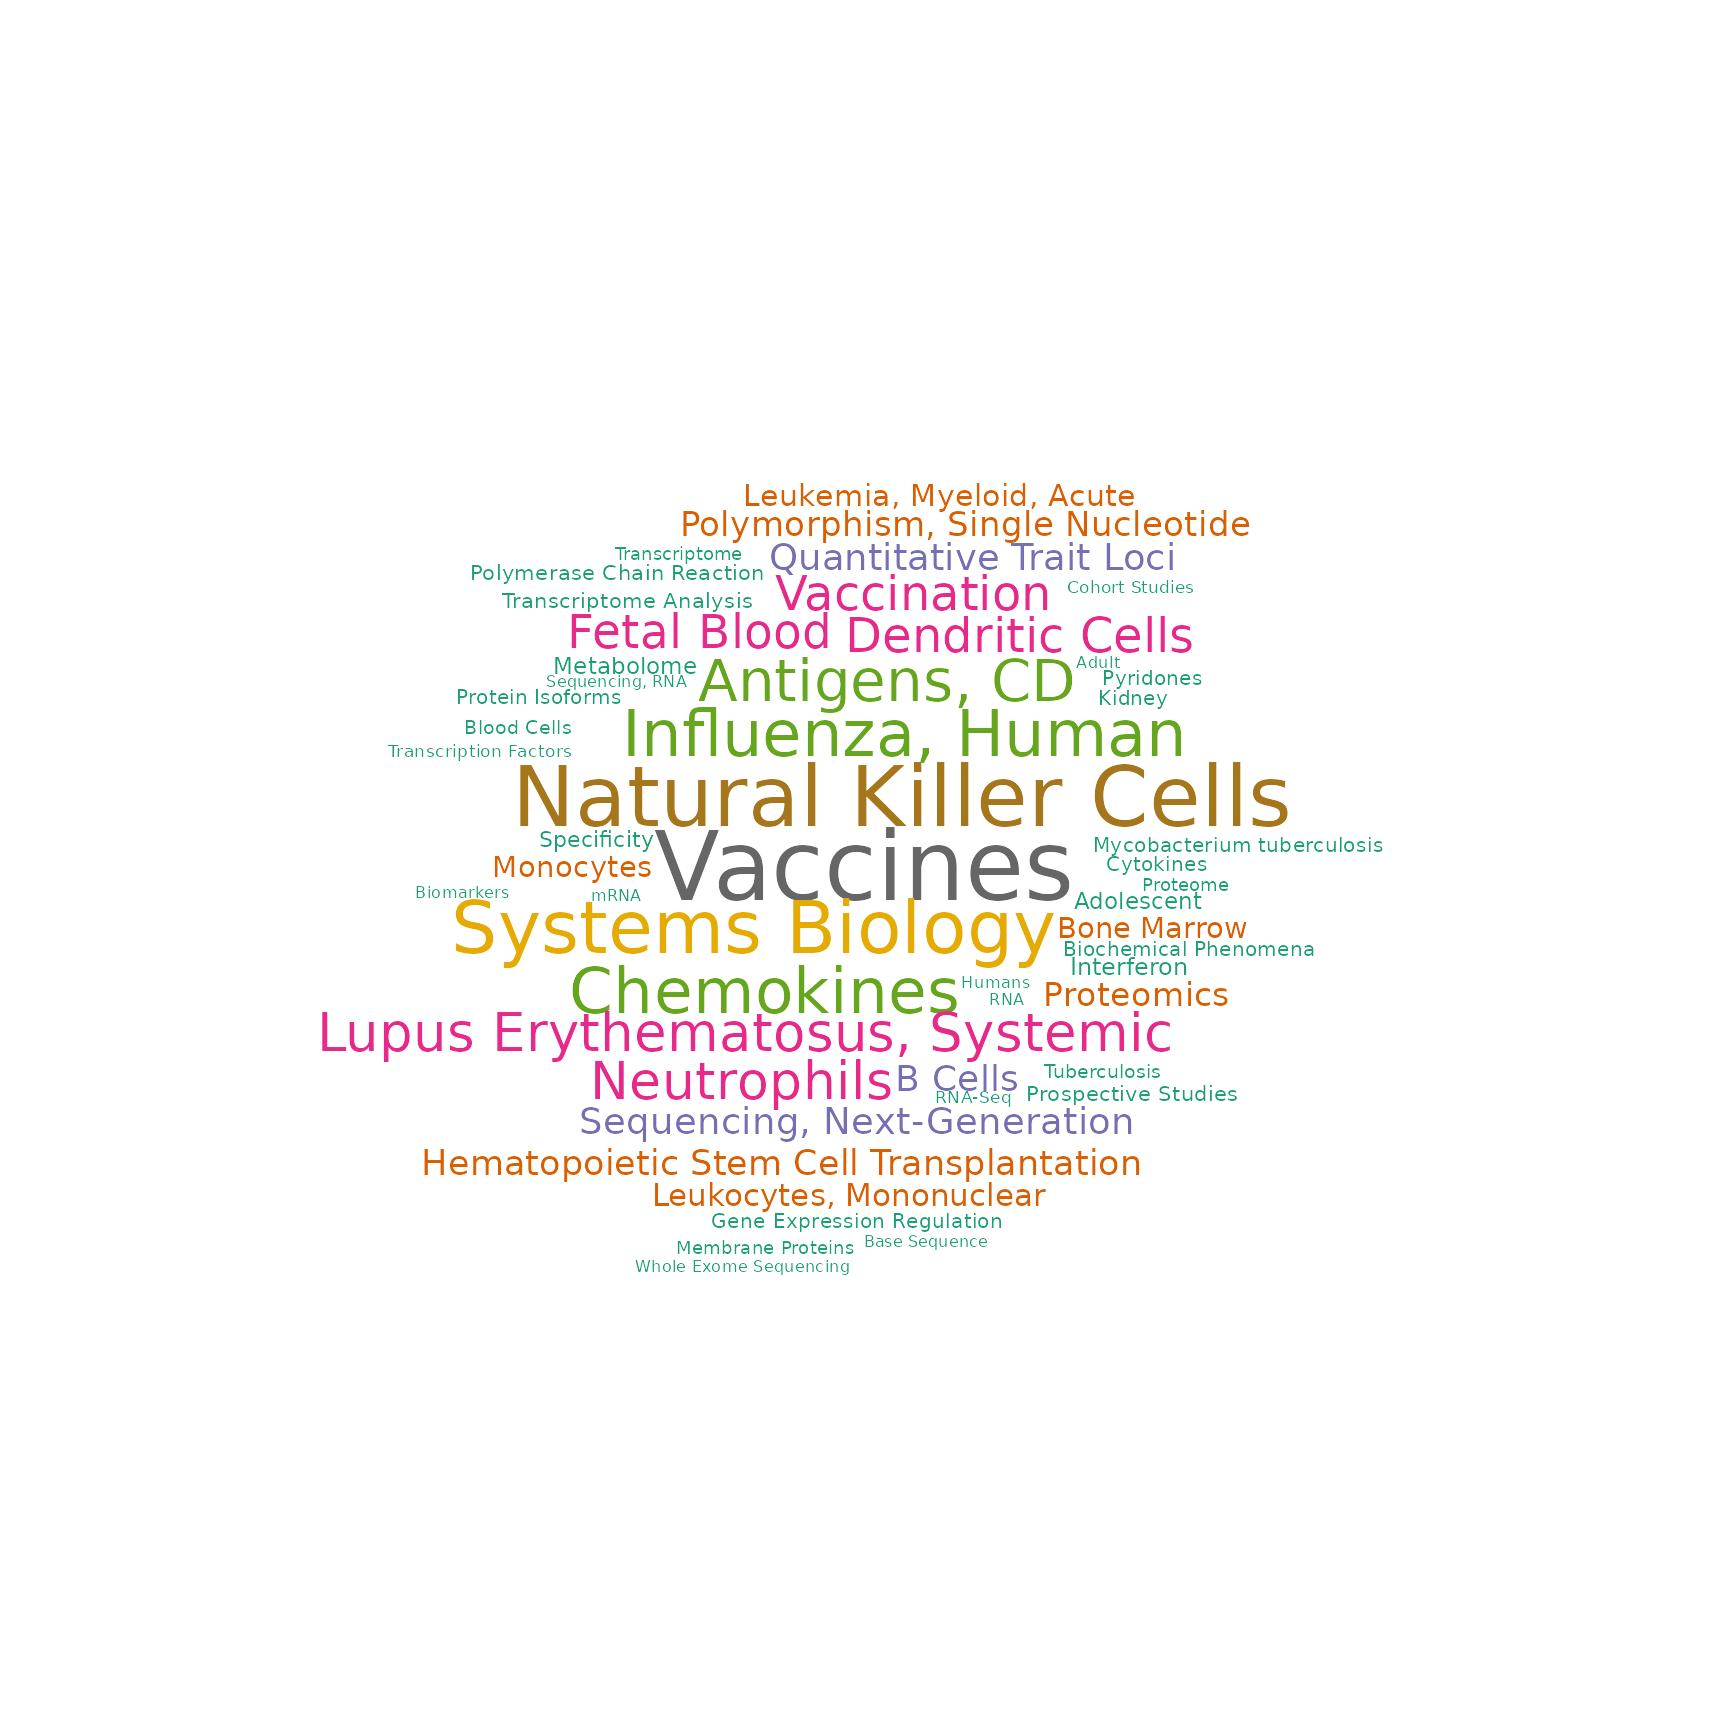 Leukemia, Myeloid, Acute
Polymorphism, Single Nucleotide
Transcriptome
Quantitative Trait Loci
Polymerase Chain Reaction
Vaccination
Cohort Studies
Transcriptome Analysis
Fetal Blood
Dendritic Cells
Metabolome
Antigens, CD
Adult
Sequencing, RNA
Pyridones
Protein Isoforms
Kidney
Blood Cells
Influenza, Human
Transcription Factors
Natural Killer Cells
Specificity
Vaccines
Mycobacterium tuberculosis
Monocytes
Cytokines
Proteome
Biomarkers
mRNA
Adolescent
Systems Biology
Bone Marrow
Biochemical Phenomena
Interferon
Chemokines
Humans
RNA
Proteomics
Lupus Erythematosus, Systemic
Neutrophils
B Cells
Tuberculosis
RNA-Seq
Prospective Studies
Sequencing, Next-Generation
Hematopoietic Stem Cell Transplantation
Leukocytes, Mononuclear
Gene Expression Regulation
Membrane Proteins
Base Sequence
Whole Exome Sequencing